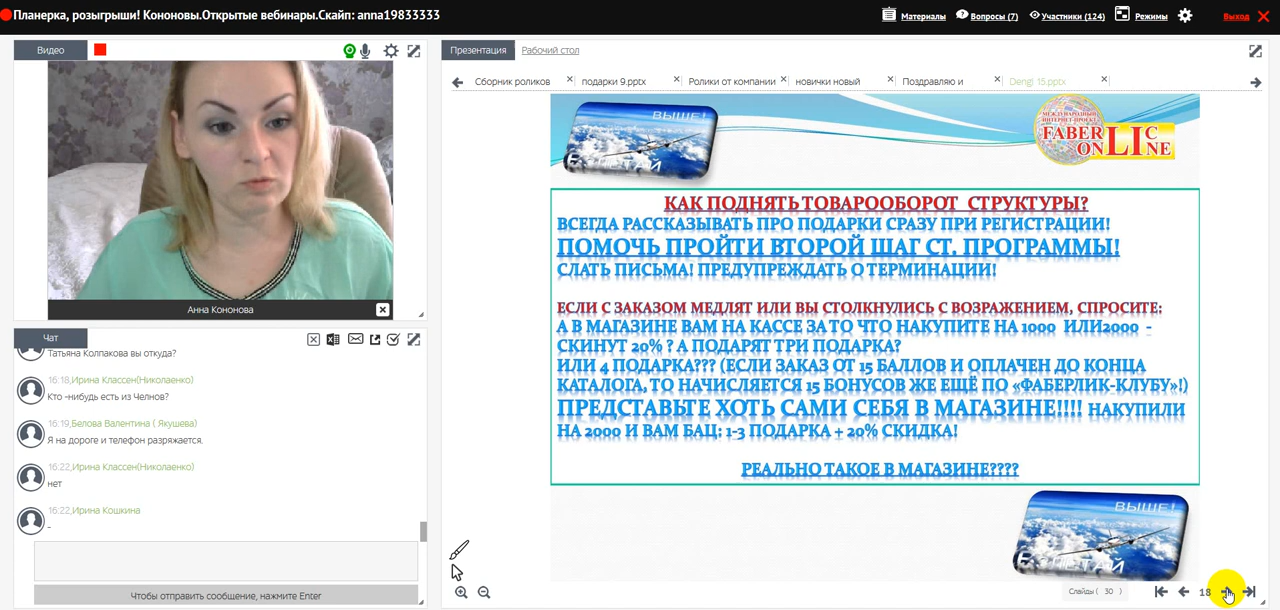 Планерка, розыгрыши! Кононовы.Открытые вебинары.Скайп: anna19833333
Материалы
Вопросы (7)
Участники (124)
Режимы
Выход
Видео
Анна Кононова
Чат
Татьяна Колпакова вы откуда?
16:18,Ирина Классен(Николаенко)
Кто -нибудь есть из Челнов?
16:19,Белова Валентина ( Якушева)
Я на дороге и телефон разряжается.
16:22,Ирина Классен(Николаенко)
нет
16:22,Ирина Кошкина
-
Чтобы отправить сообщение, нажмите Enter
Презентация
Рабочий стол
Сборник роликов
подарки 9.pptx
Ролики от компании
новички новый
Поздравляю и
Dengi 15.pptx
ВЫШЕ!
МЕЖДУНАРОДНЫЙ
ИНТЕРНЕТ-ПРОЕКТ
FABERLIC
ONLINE
КАК ПОДНЯТЬ ТОВАРООБОРОТ СТРУКТУРЫ?
ВСЕГДА РАССКАЗЫВАТЬ ПРО ПОДАРКИ СРАЗУ ПРИ РЕГИСТРАЦИИ!
ПОМОЧЬ ПРОЙТИ ВТОРОЙ ШАГ СТ. ПРОГРАММЫ!
СЛАТЬ ПИСЬМА! ПРЕДУПРЕЖДАТЬ О ТЕРМИНАЦИИ!
ЕСЛИ С ЗАКАЗОМ МЕДЛЯТ ИЛИ ВЫ СТОЛКНУЛИСЬ С ВОЗРАЖЕНИЕМ, СПРОСИТЕ:
А В МАГАЗИНЕ ВАМ НА КАССЕ ЗА ТО ЧТО НАКУПИТЕ НА 1000 ИЛИ2000 -
СКИНУТ 20% ? А ПОДАРЯТ ТРИ ПОДАРКА?
ИЛИ 4 ПОДАРКА??? (ЕСЛИ ЗАКАЗ ОТ 15 БАЛЛОВ И ОПЛАЧЕН ДО КОНЦА
КАТАЛОГА, ТО НАЧИСЛЯЕТСЯ 15 БОНУСОВ ЖЕ ЕЩЁ ПО «ФАБЕРЛИК-КЛУБУ»!)
ПРЕДСТАВЬТЕ ХОТЬ САМИ СЕБЯ В МАГАЗИНЕ!!!! НАКУПИЛИ
НА 2000 И ВАМ БАЦ: 1-3 ПОДАРКА + 20% СКИДКА!
РЕАЛЬНО ТАКОЕ В МАГАЗИНЕ????
ВЫШЕ!
Слайды ( 30 )
18